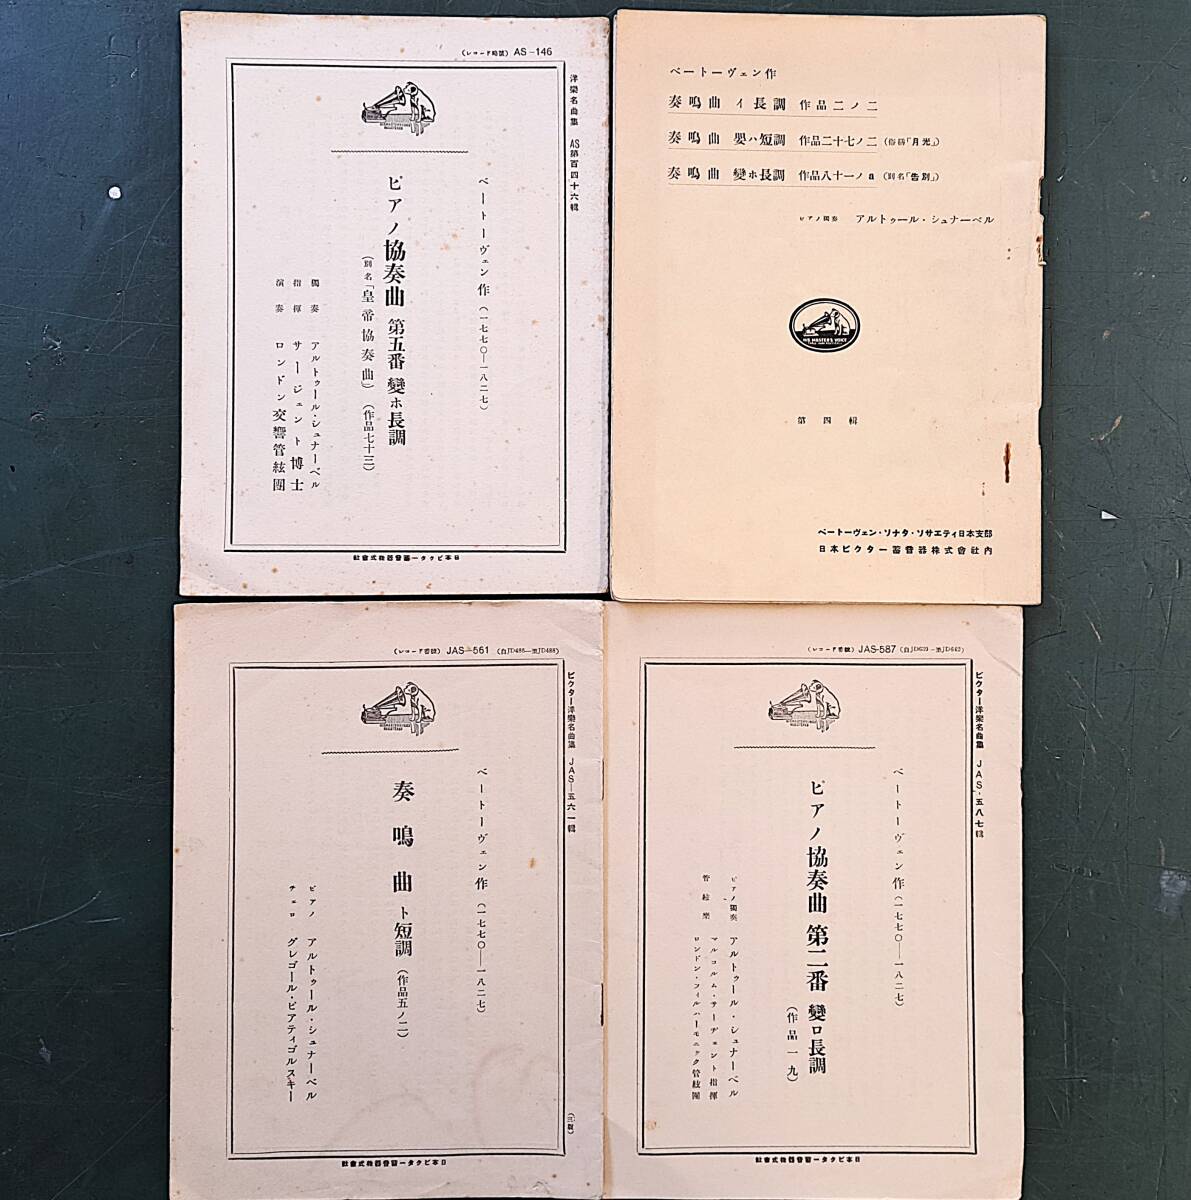 (レコード略號) AS-146
洋樂名曲集 AS第百四十六輯
ベートーヴェン作(一七七〇—一八二七)
ピアノ協奏曲 第五番 變ホ長調
(別名「皇帝協奏曲」)(作品七十三)
獨奏 アルトゥール・シュナーベル
指揮 サージェント博士
演奏 ロンドン交響管絃團
日本ビクター蓄音器株式會社
ベートーヴェン作
奏鳴曲 イ長調 作品二ノ二
奏鳴曲 嬰ハ短調 作品二十七ノ二(俗稱「月光」)
奏鳴曲 變ホ長調 作品八十一ノa(別名「告別」)
ピアノ獨奏 アルトゥール・シュナーベル
HIS MASTER'S VOICE
第四輯
ベートーヴェン・ソナタ・ソサエティ日本支部
日本ビクター蓄音器株式會社内
(レコード番號) JAS-561 (自JD486—至JD488)
ビクター洋樂名曲集 JAS—五六一輯
ベートーヴェン作(一七七〇—一八二七)
奏鳴曲 ト短調(作品五ノ二)
ピアノ アルトゥール・シュナーベル
チェロ グレゴール・ピアティゴルスキー
(三版)
日本ビクター蓄音器株式會社
(レコード番號) JAS-587
ビクター洋樂名曲集 JAS・五八七輯
ベートーヴェン作(一七七〇—一八二七)
ピアノ協奏曲 第二番 變ロ長調
(作品一九)
ピアノ獨奏 アルトゥール・シュナーベル
マルコルム・サーヂェント指揮
管絃樂 ロンドン・フィルハーモニック管絃團
日本ビクター蓄音器株式會社